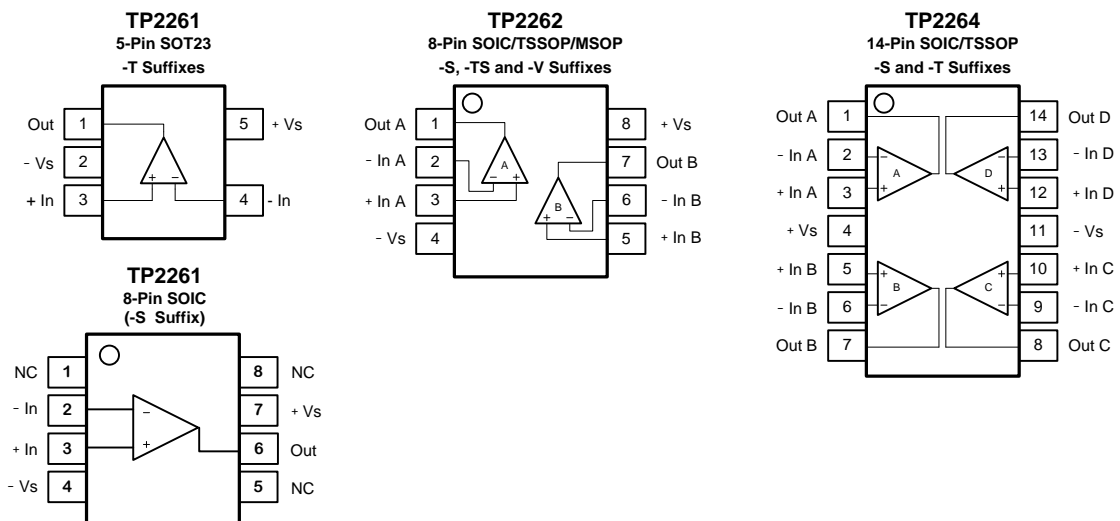 TP2261
5-Pin SOT23
-T Suffixes
Out 1
5 + Vs
- Vs 2
+ In 3
4 - In
+ -
TP2262
8-Pin SOIC/TSSOP/MSOP
-S, -TS and -V Suffixes
Out A 1
8 + Vs
- In A 2
7 Out B
+ In A 3
6 - In B
- Vs 4
5 + In B
A
- +
B
+ -
TP2264
14-Pin SOIC/TSSOP
-S and -T Suffixes
Out A 1
14 Out D
- In A 2
13 - In D
+ In A 3
12 + In D
+ Vs 4
11 - Vs
+ In B 5
10 + In C
- In B 6
9 - In C
Out B 7
8 Out C
- A +
- D +
+ B -
+ C -
TP2261
8-Pin SOIC
(-S Suffix)
NC 1
8 NC
- In 2
7 + Vs
+ In 3
6 Out
- Vs 4
5 NC
-
+